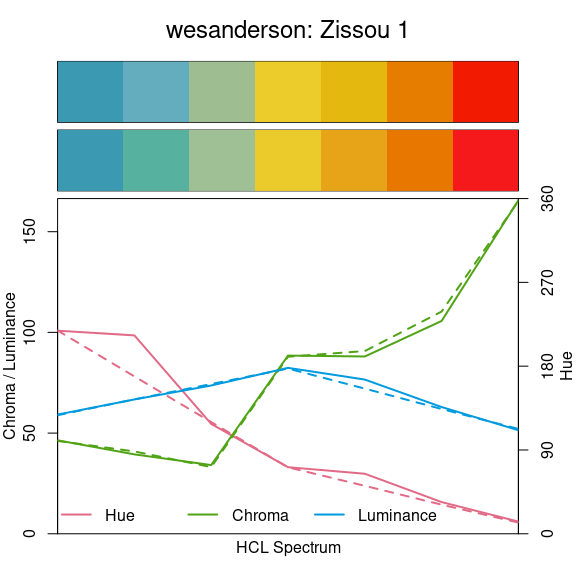 wesanderson: Zissou 1
0
50
100
150
Chroma / Luminance
0
90
180
270
360
Hue
Hue
Chroma
Luminance
HCL Spectrum